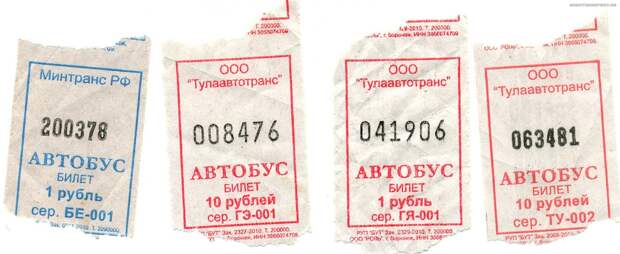 Минтранс РФ
200378
АВТОБУС
БИЛЕТ
1 рубль
сер. БЕ-001
ООО
"Тулаавтотранс"
008476
АВТОБУС
БИЛЕТ
10 рублей
сер. ГЭ-001
ООО
"Тулаавтотранс"
041906
АВТОБУС
БИЛЕТ
1 рубль
сер. ГЯ-001
ООО
"Тулаавтотранс"
063481
АВТОБУС
БИЛЕТ
10 рублей
сер. ТУ-002